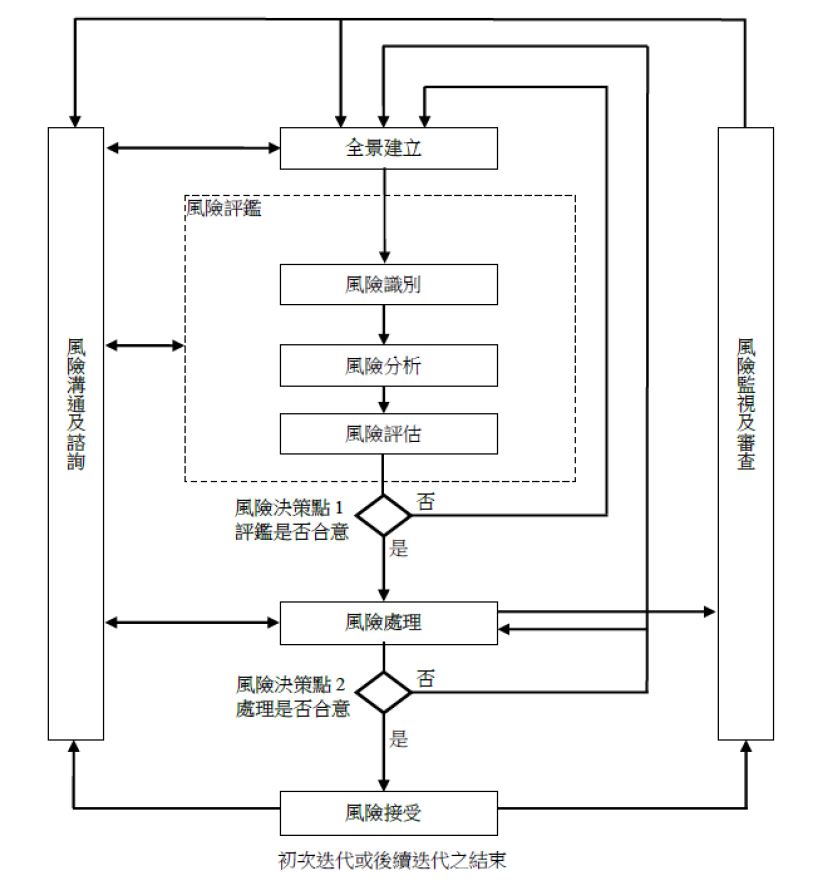 全景建立
風險評鑑
風險識別
風險分析
風險評估
風險溝通及諮詢
風險監視及審查
風險決策點 1
評鑑是否合意
否
是
風險處理
風險決策點 2
處理是否合意
否
是
風險接受
初次迭代或後續迭代之結束